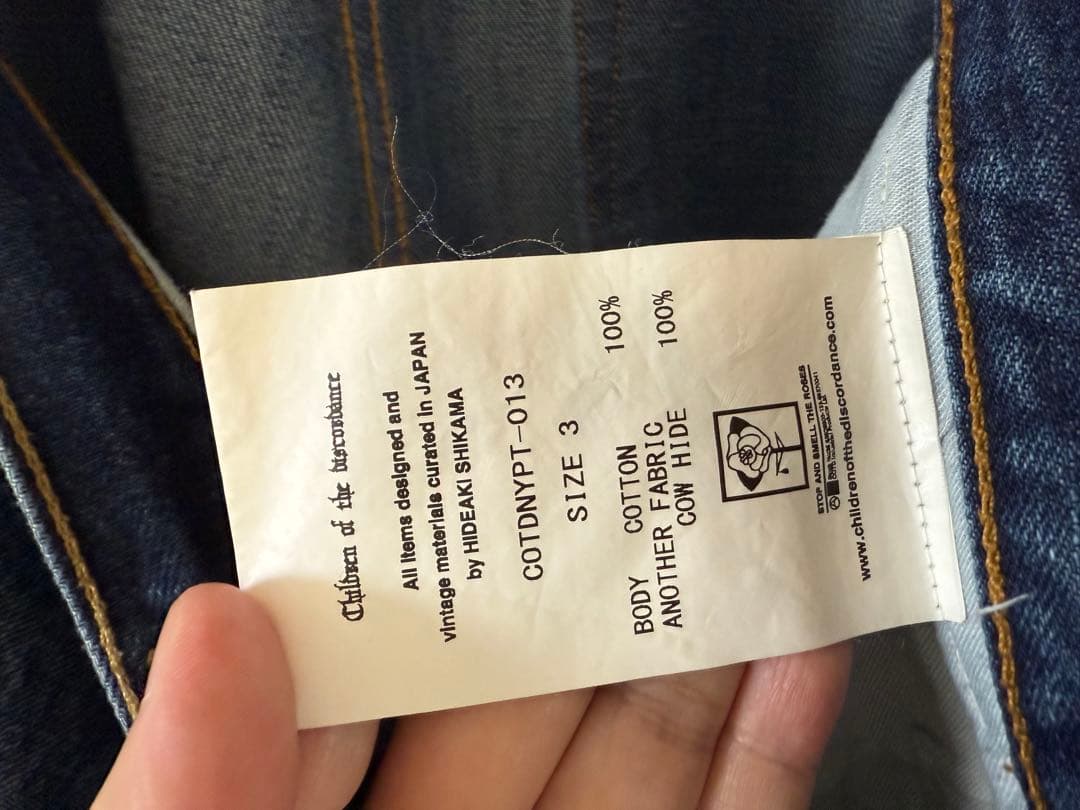 Children of the discordance
All items designed and
vintage materials curated in JAPAN
by HIDEAKI SHIKAMA
COTDNYPT-013
SIZE 3
BODY COTTON 100%
ANOTHER FABRIC 100%
COW HIDE
STOP AND SMELL THE ROSES
www.childrenofthediscordance.com